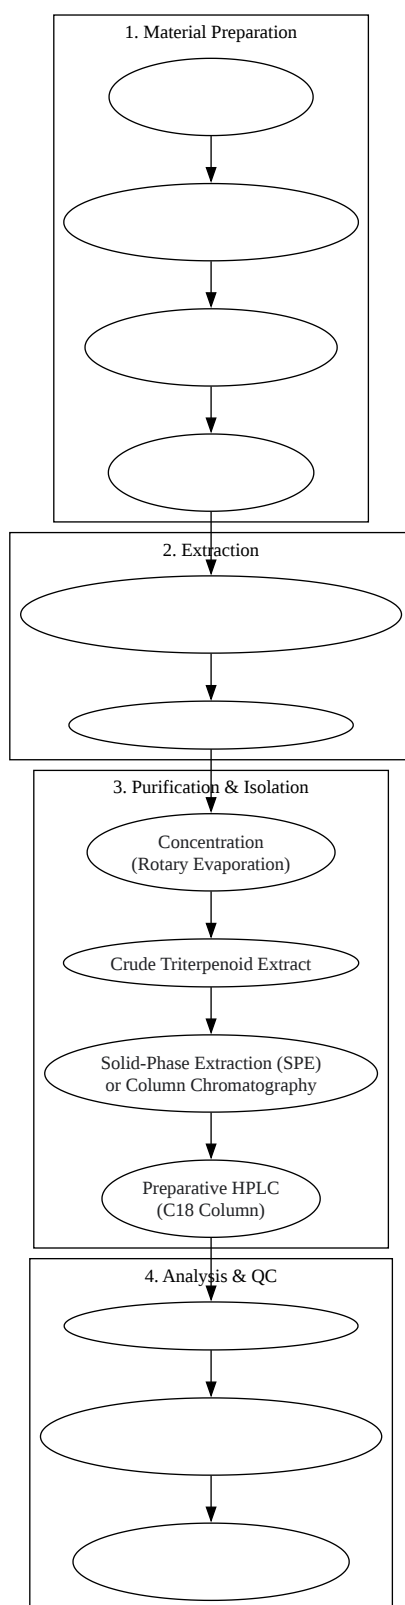 1. Material Preparation
2. Extraction
3. Purification & Isolation
Concentration
(Rotary Evaporation)
Crude Triterpenoid Extract
Solid-Phase Extraction (SPE)
or Column Chromatography
Preparative HPLC
(C18 Column)
4. Analysis & QC